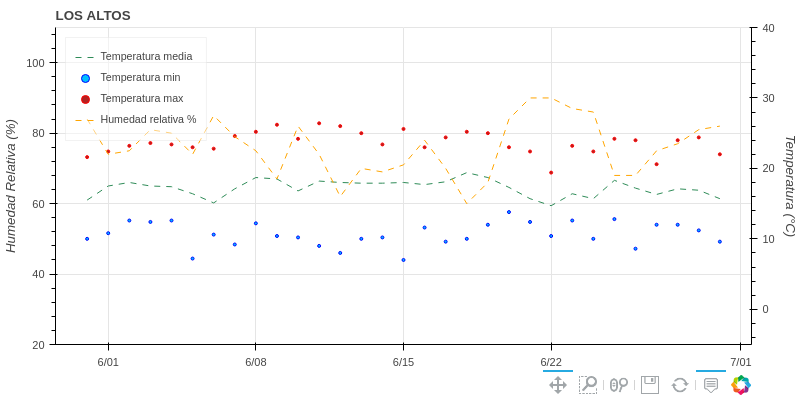 LOS ALTOS
Temperatura media
Temperatura min
Temperatura max
Humedad relativa %
Humedad Relativa (%)
100
80
60
40
20
Temperatura (°C)
40
30
20
10
0
6/01 6/08 6/15 6/22 7/01